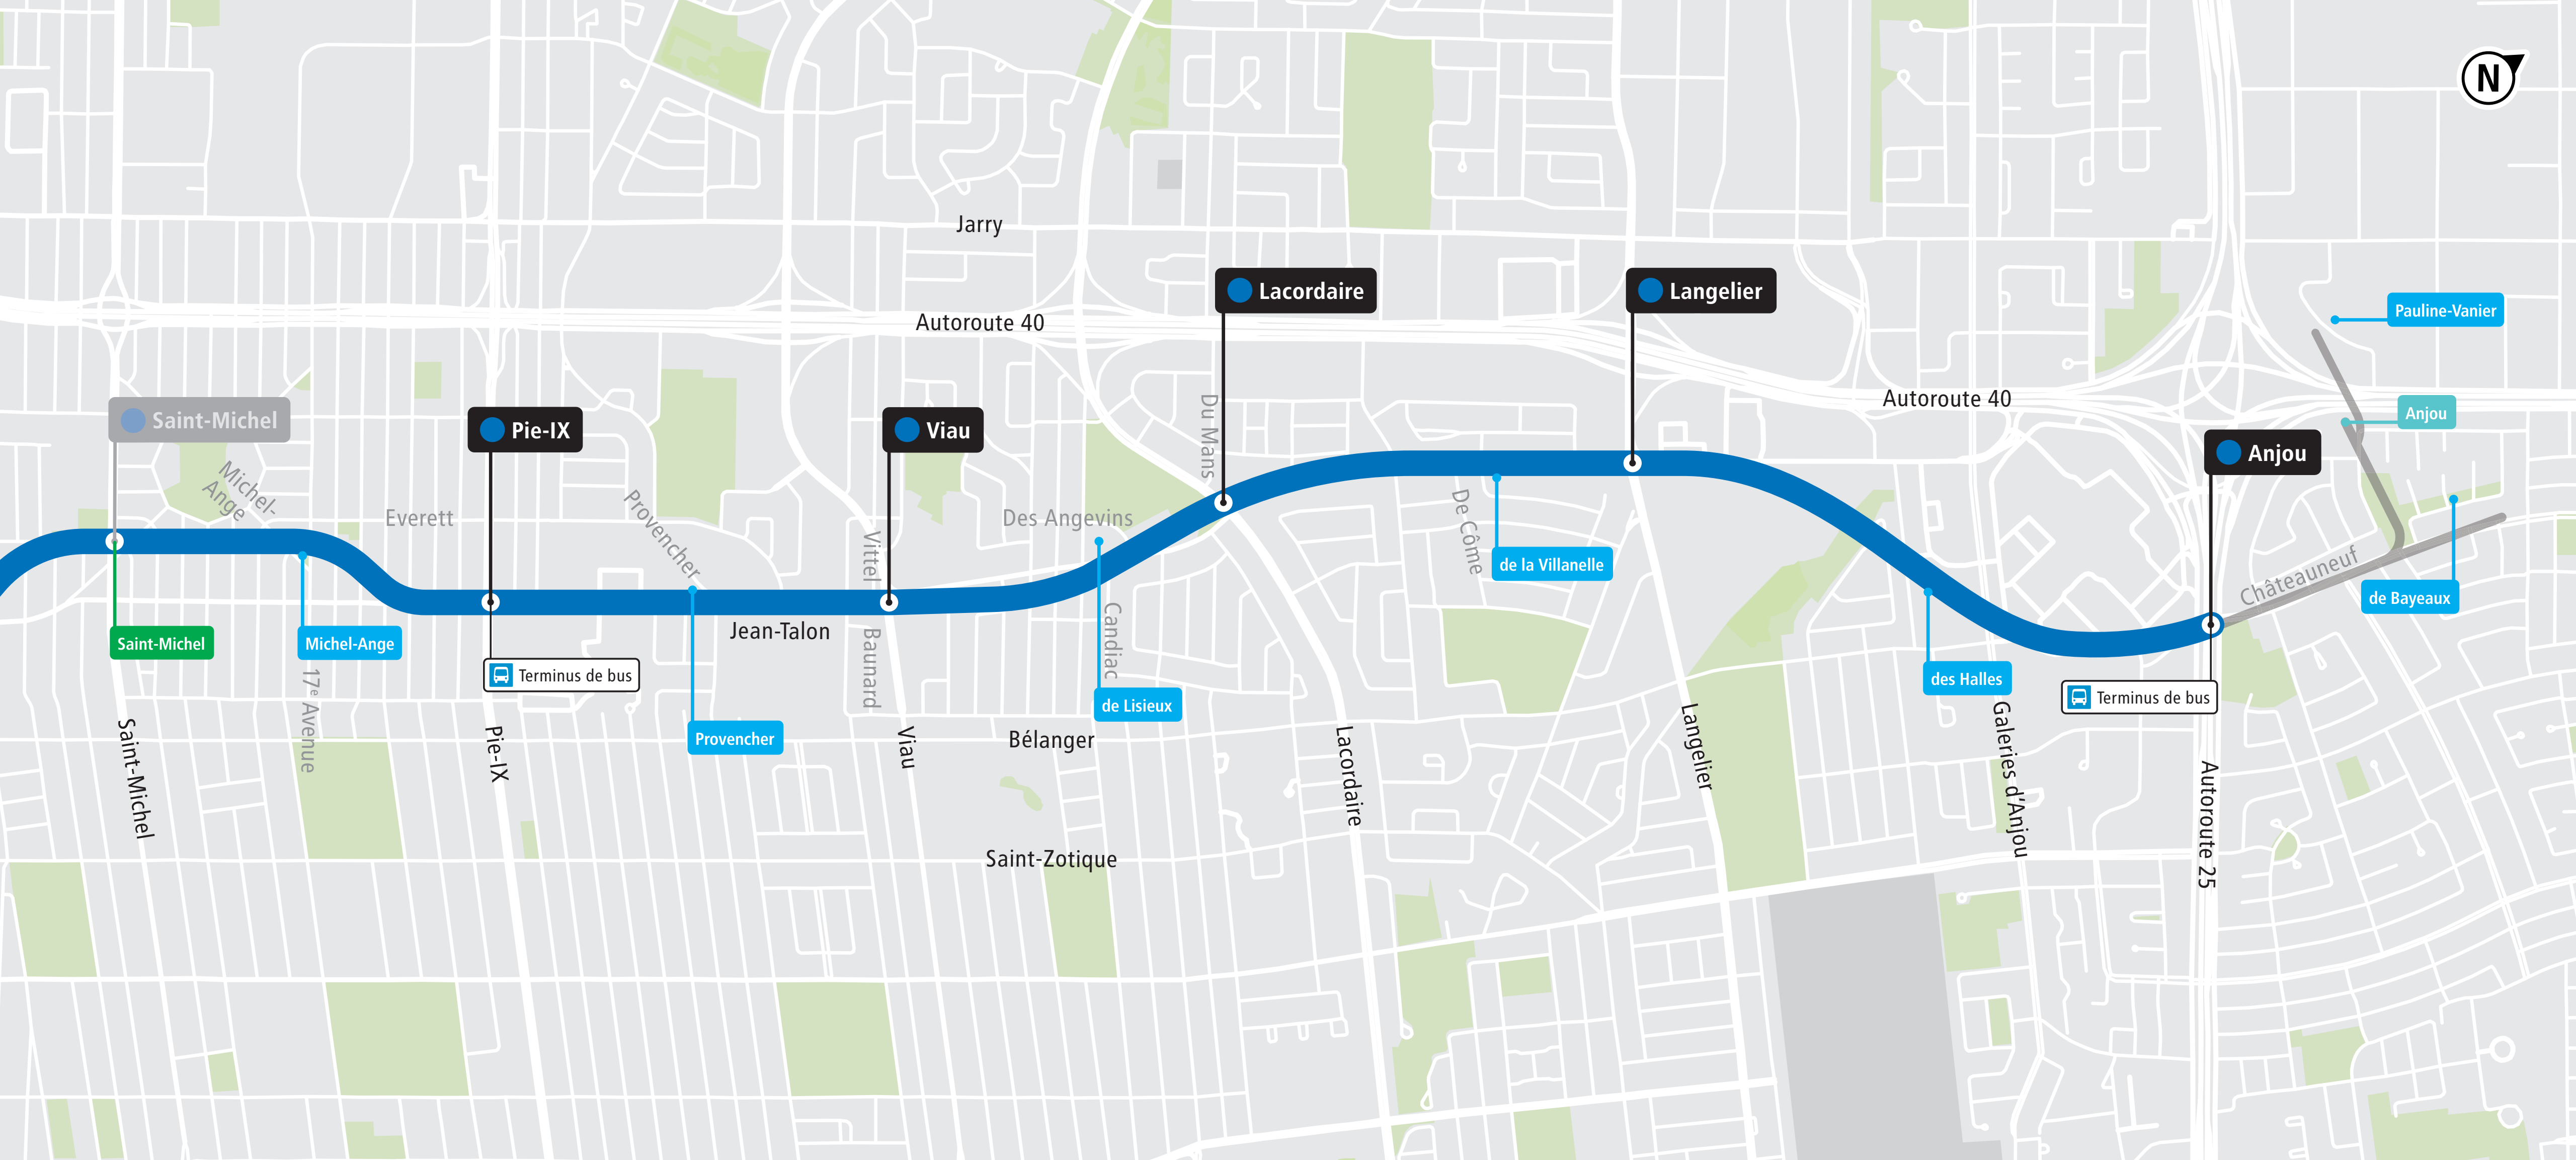 N
Jarry
Lacordaire
Langelier
Pauline-Vanier
Autoroute 40
Autoroute 40
Anjou
Saint-Michel
Pie-IX
Viau
Anjou
Du Mans
Michel-
Ange
Everett
Provencher
Vittel
Des Angevins
De Côme
de la Villanelle
Châteauneuf
de Bayeaux
Saint-Michel
Michel-Ange
Jean-Talon
Baunard
Candiac
Terminus de bus
des Halles
Terminus de bus
17e Avenue
de Lisieux
Provencher
Saint-Michel
Pie-IX
Viau
Bélanger
Lacordaire
Langelier
Galeries d'Anjou
Autoroute 25
Saint-Zotique